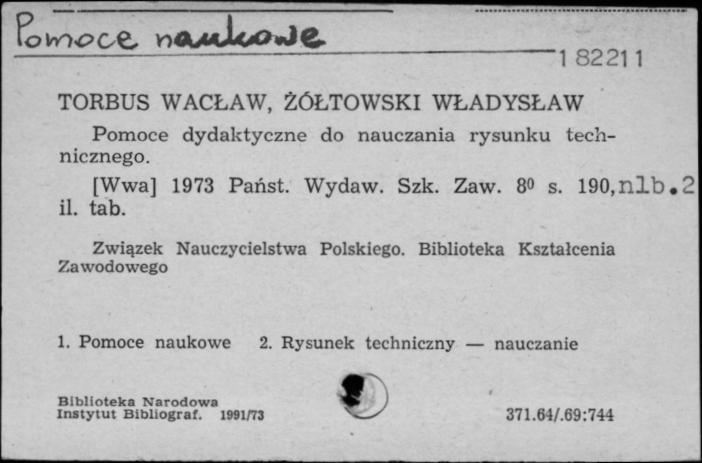 Pomoce naukowe
182211
TORBUS WACŁAW, ŻÓŁTOWSKI WŁADYSŁAW
Pomoce dydaktyczne do nauczania rysunku tech-
nicznego.
[Wwa] 1973 Państ. Wydaw. Szk. Zaw. 8⁰ s. 190,nlb.2
il. tab.
Związek Nauczycielstwa Polskiego. Biblioteka Kształcenia
Zawodowego
1. Pomoce naukowe 2. Rysunek techniczny — nauczanie
Biblioteka Narodowa
Instytut Bibliograf. 1991/73
371.64/.69:744